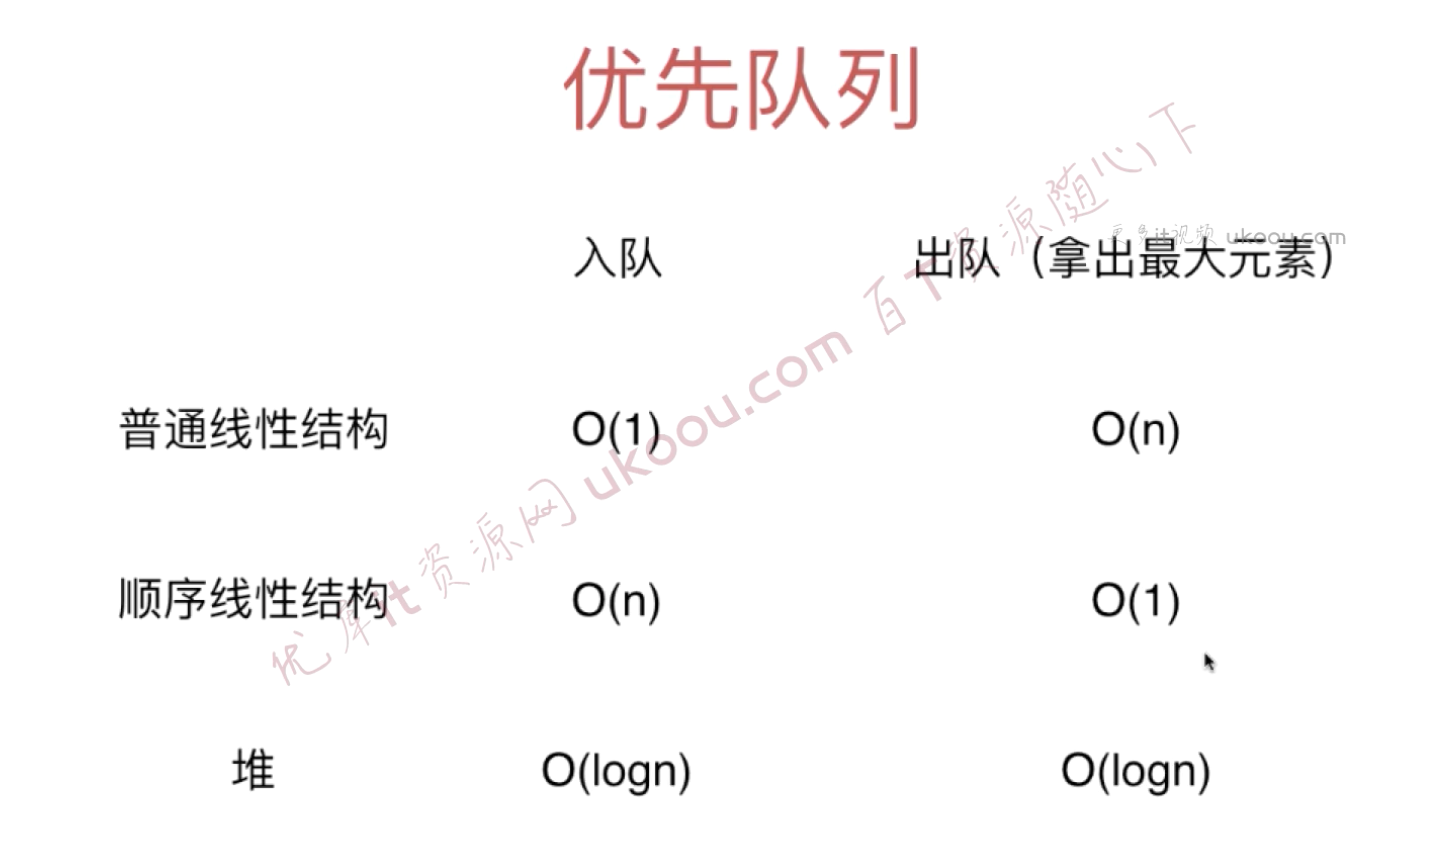 优先队列
入队 出队（拿出最大元素）
更多it视频 ukoou.com
普通线性结构 O(1) O(n)
顺序线性结构 O(n) O(1)
堆 O(logn) O(logn)
优库it资源网 ukoou.com 百T资源随心下